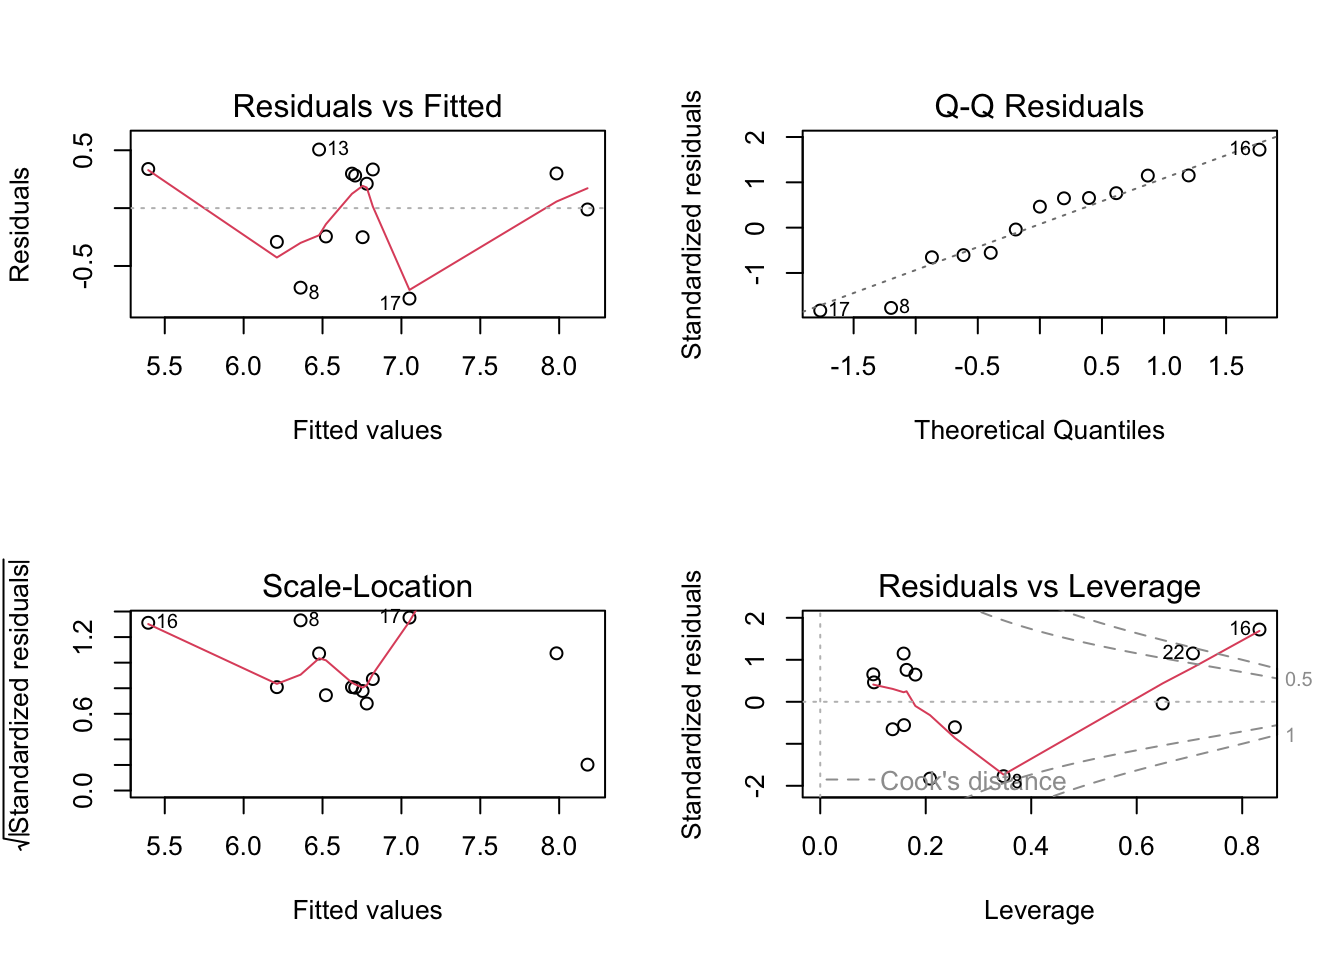 Residuals vs Fitted
Residuals
0.5
-0.5
13
8
17
5.5 6.0 6.5 7.0 7.5 8.0
Fitted values
Q-Q Residuals
Standardized residuals
2
1
0
-1
16
17
8
-1.5 -0.5 0.5 1.0 1.5
Theoretical Quantiles
Scale-Location
√|Standardized residuals|
1.2
0.6
0.0
16
8
17
5.5 6.0 6.5 7.0 7.5 8.0
Fitted values
Residuals vs Leverage
Standardized residuals
2
1
0
-2
16
22
8
0.5
1
Cook's distance
0.0 0.2 0.4 0.6 0.8
Leverage